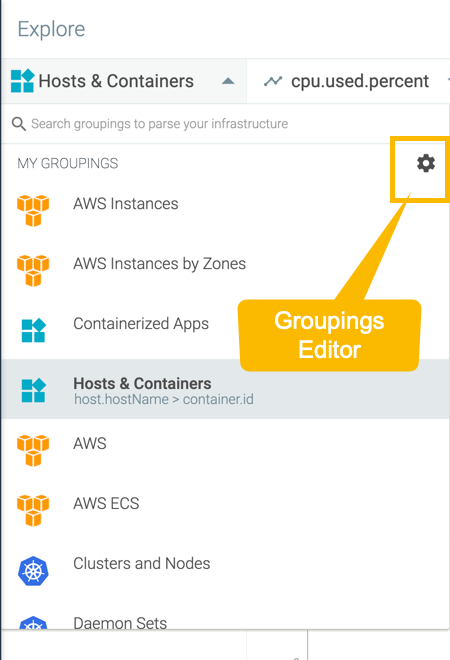 Explore
Hosts & Containers
cpu.used.percent
Search groupings to parse your infrastructure
MY GROUPINGS
AWS Instances
AWS Instances by Zones
Containerized Apps
Groupings
Editor
Hosts & Containers
host.hostName > container.id
AWS
AWS ECS
Clusters and Nodes
Daemon Sets